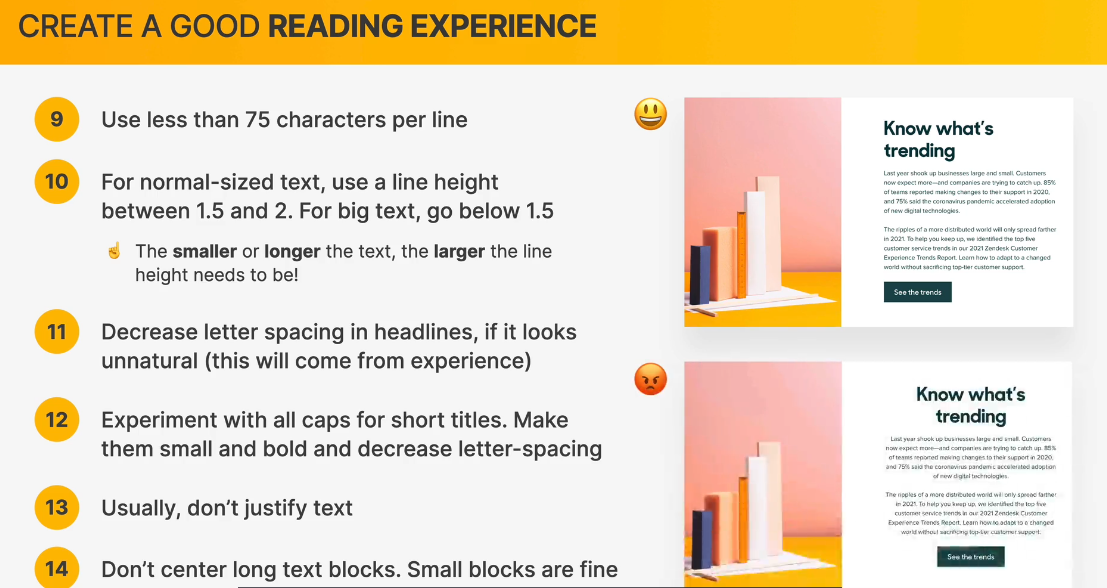 CREATE A GOOD READING EXPERIENCE
9
Use less than 75 characters per line
10
For normal-sized text, use a line height
between 1.5 and 2. For big text, go below 1.5
☝ The smaller or longer the text, the larger the line
height needs to be!
11
Decrease letter spacing in headlines, if it looks
unnatural (this will come from experience)
12
Experiment with all caps for short titles. Make
them small and bold and decrease letter-spacing
13
Usually, don’t justify text
14
Don’t center long text blocks. Small blocks are fine
Know what’s
trending
Last year shook up businesses large and small. Customers
now expect more—and companies are trying to catch up. 85%
of teams reported making changes to their support in 2020,
and 75% said the coronavirus pandemic accelerated adoption
of new digital technologies.
The ripples of a more distributed world will only spread farther
in 2021. To help you keep up, we identified the top five
customer service trends in our 2021 Zendesk Customer
Experience Trends Report. Learn how to adapt to a changed
world without sacrificing top-tier customer support.
See the trends
Know what’s
trending
Last year shook up businesses large and small. Customers
now expect more—and companies are trying to catch up. 85%
of teams reported making changes to their support in 2020,
and 75% said the coronavirus pandemic accelerated adoption
of new digital technologies.
The ripples of a more distributed world will only spread farther
in 2021. To help you keep up, we identified the top five
customer service trends in our 2021 Zendesk Customer
Experience Trends Report. Learn how to adapt to a changed
world without sacrificing top-tier customer support.
See the trends